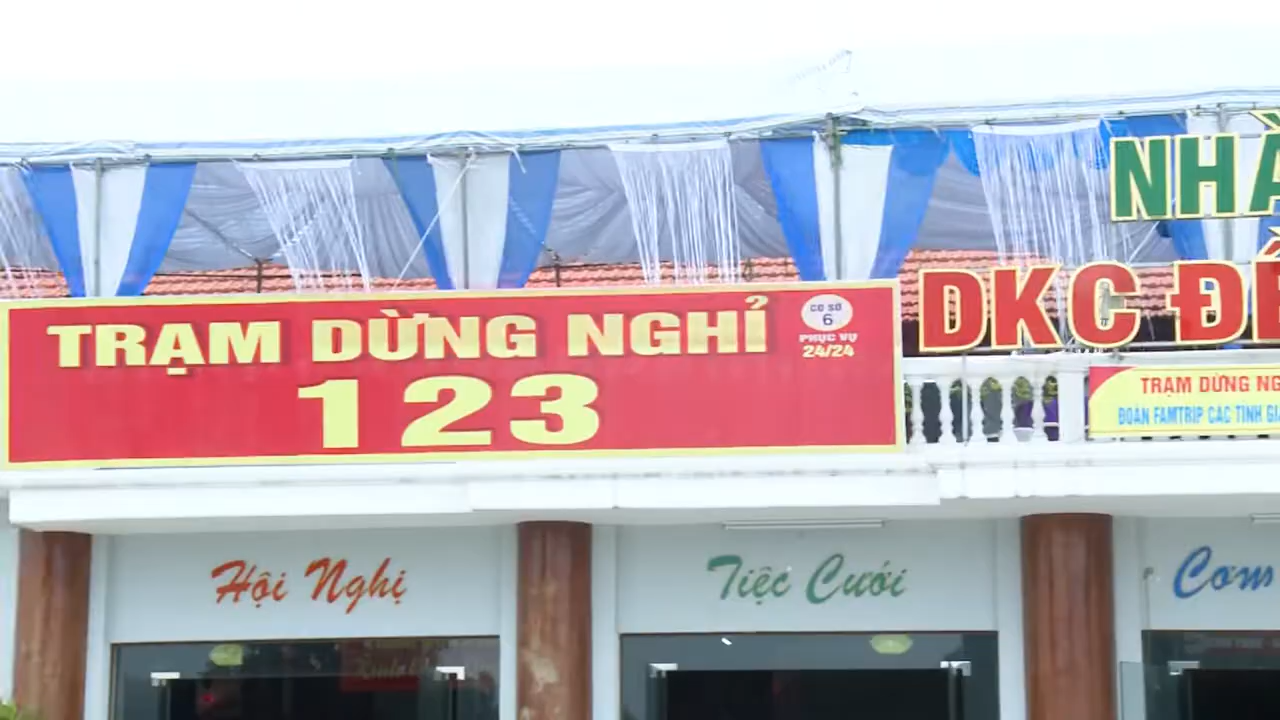 TRẠM DỪNG NGHỈ
123
CƠ SỞ
6
PHỤC VỤ
24/24
NHÀ
DKC
TRẠM DỪNG
ĐOÀN FAMTRIP CÁC TỈNH
Hội Nghị
Tiệc Cưới
Cơm